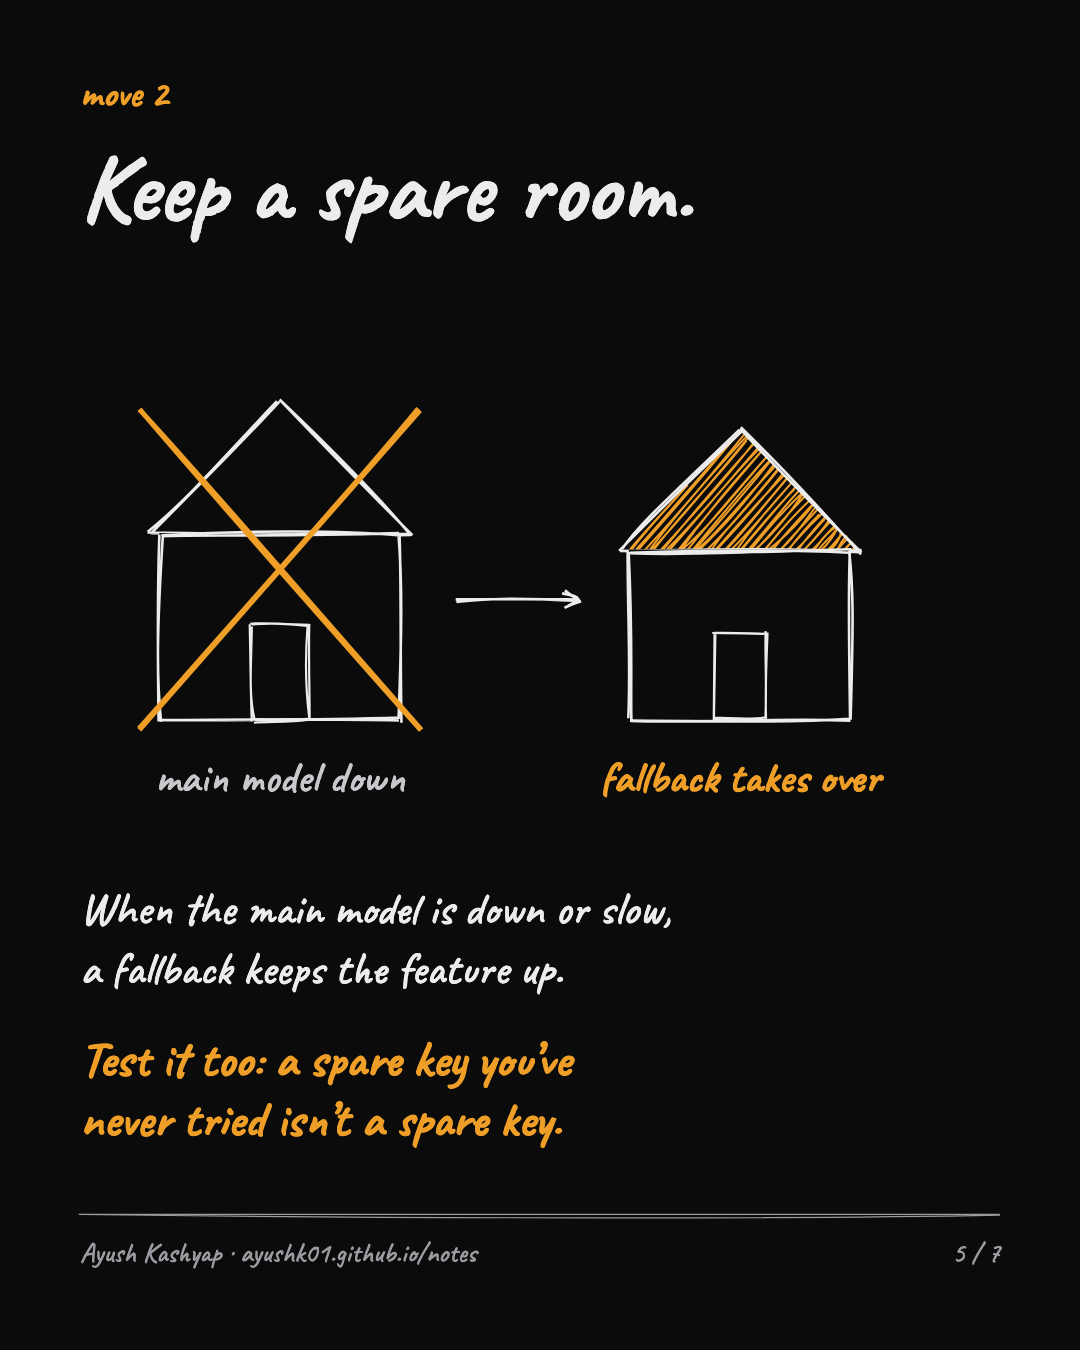 move 2
Keep a spare room.
main model down
fallback takes over
When the main model is down or slow,
a fallback keeps the feature up.
Test it too: a spare key you’ve
never tried isn’t a spare key.
Ayush Kashyap · ayushk01.github.io/notes
5 / 7